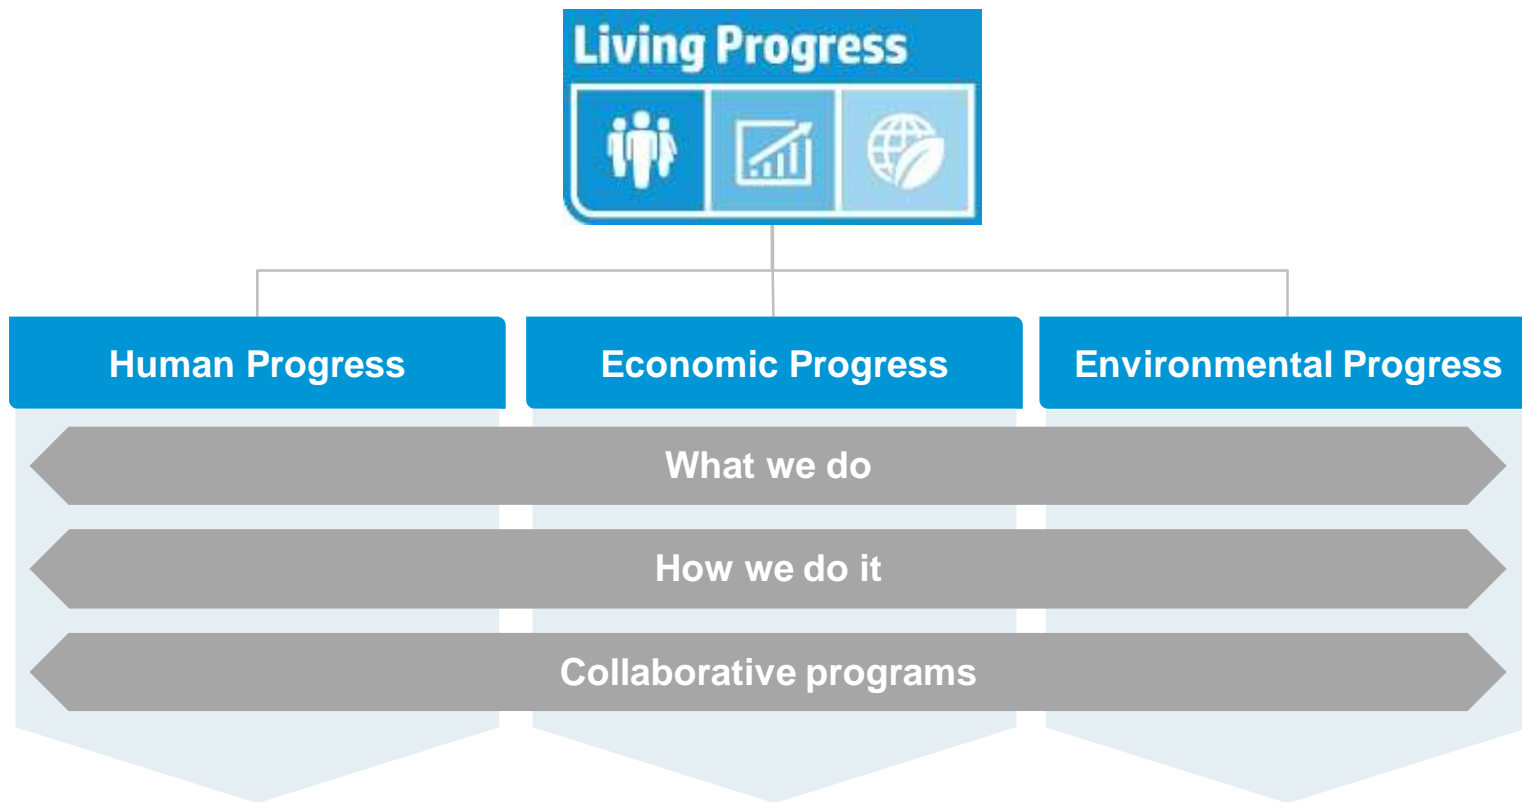 Living Progress
Human Progress
Economic Progress
Environmental Progress
What we do
How we do it
Collaborative programs